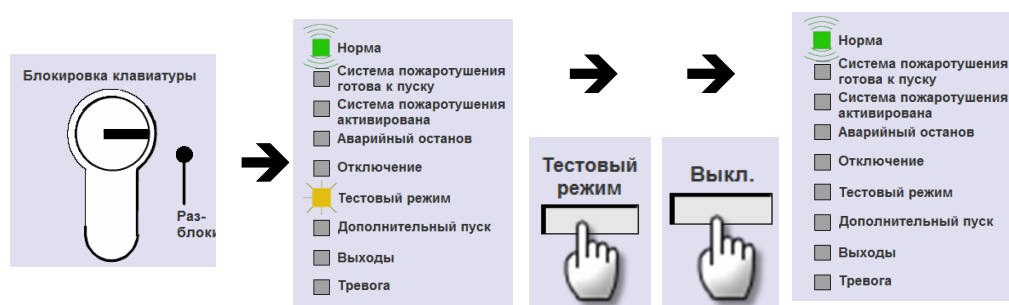 Блокировка клавиатуры
Раз-
блоки
Норма
Система пожаротушения
готова к пуску
Система пожаротушения
активирована
Аварийный останов
Отключение
Тестовый режим
Дополнительный пуск
Выходы
Тревога
Тестовый
режим
Выкл.
Норма
Система пожаротушения
готова к пуску
Система пожаротушения
активирована
Аварийный останов
Отключение
Тестовый режим
Дополнительный пуск
Выходы
Тревога